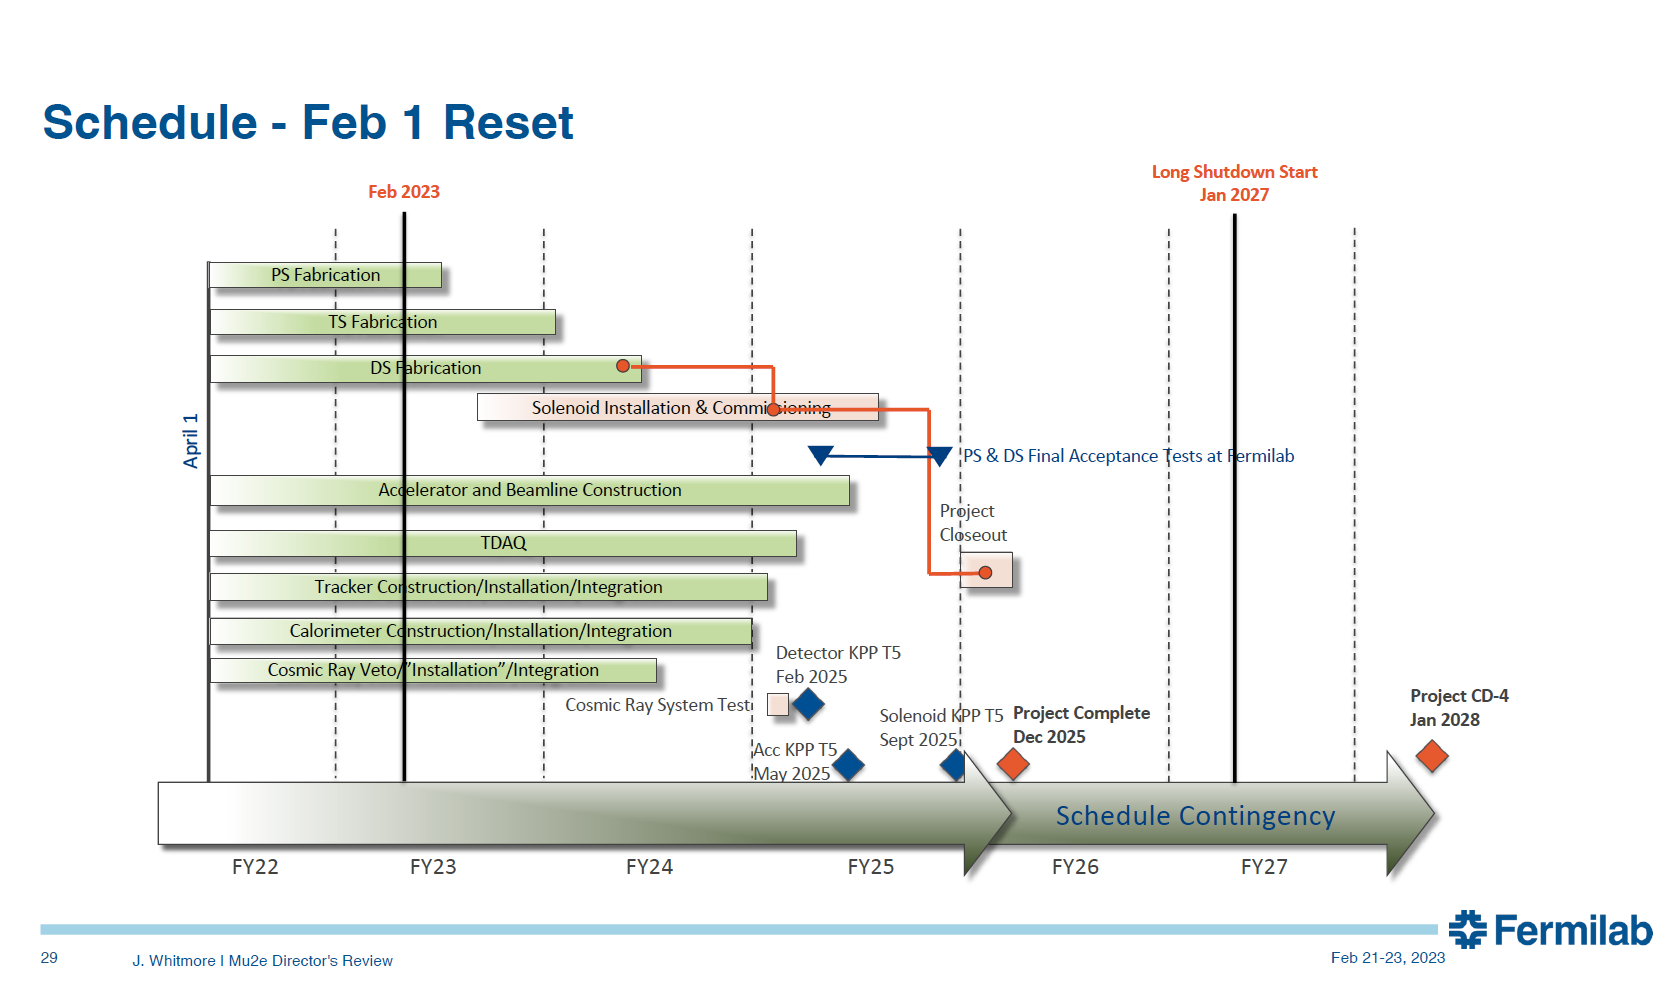 Schedule - Feb 1 Reset
Feb 2023
Long Shutdown Start
Jan 2027
PS Fabrication
TS Fabrication
DS Fabrication
Solenoid Installation & Commissioning
April 1
PS & DS Final Acceptance Tests at Fermilab
Accelerator and Beamline Construction
Project
Closeout
TDAQ
Tracker Construction/Installation/Integration
Calorimeter Construction/Installation/Integration
Cosmic Ray Veto/”Installation”/Integration
Detector KPP T5
Feb 2025
Cosmic Ray System Test
Solenoid KPP T5
Sept 2025
Project Complete
Dec 2025
Project CD-4
Jan 2028
Acc KPP T5
May 2025
Schedule Contingency
FY22 FY23 FY24 FY25 FY26 FY27
Fermilab
29 J. Whitmore I Mu2e Director's Review Feb 21-23, 2023